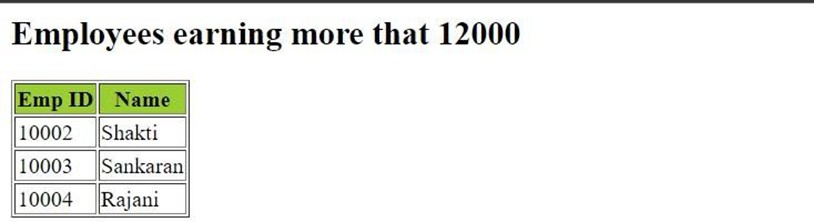 Employees earning more that 12000
Emp ID Name
10002 Shakti
10003 Sankaran
10004 Rajani